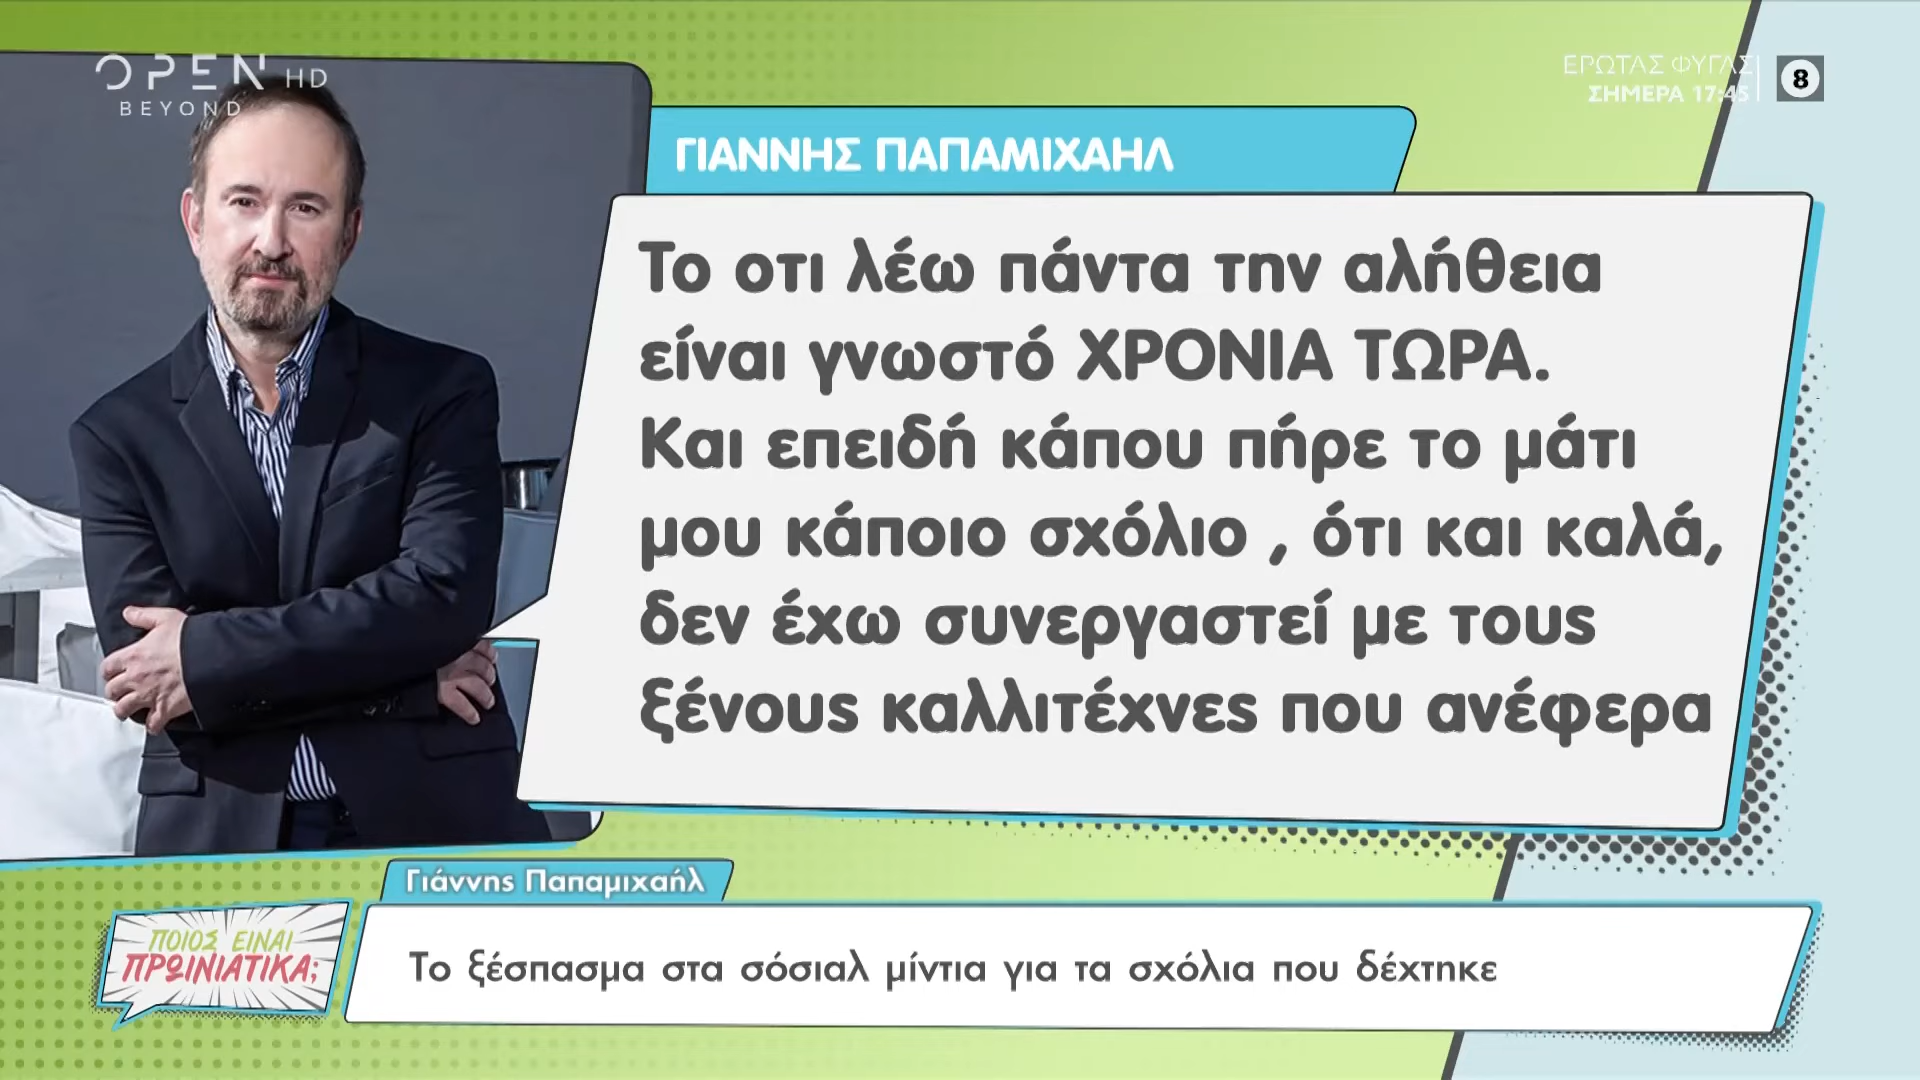 OPEN HD
BEYOND
ΕΡΩΤΑΣ ΦΥΓΑΣ
ΣΗΜΕΡΑ 17:45
8
ΓΙΑΝΝΗΣ ΠΑΠΑΜΙΧΑΗΛ
Το οτι λέω πάντα την αλήθεια
είναι γνωστό ΧΡΟΝΙΑ ΤΩΡΑ.
Και επειδή κάπου πήρε το μάτι
μου κάποιο σχόλιο , ότι και καλά,
δεν έχω συνεργαστεί με τους
ξένους καλλιτέχνες που ανέφερα
Γιάννης Παπαμιχαήλ
ΠΟΙΟΣ ΕΙΝΑΙ
ΠΡΩΙΝΙΑΤΙΚΑ;
Το ξέσπασμα στα σόσιαλ μίντια για τα σχόλια που δέχτηκε